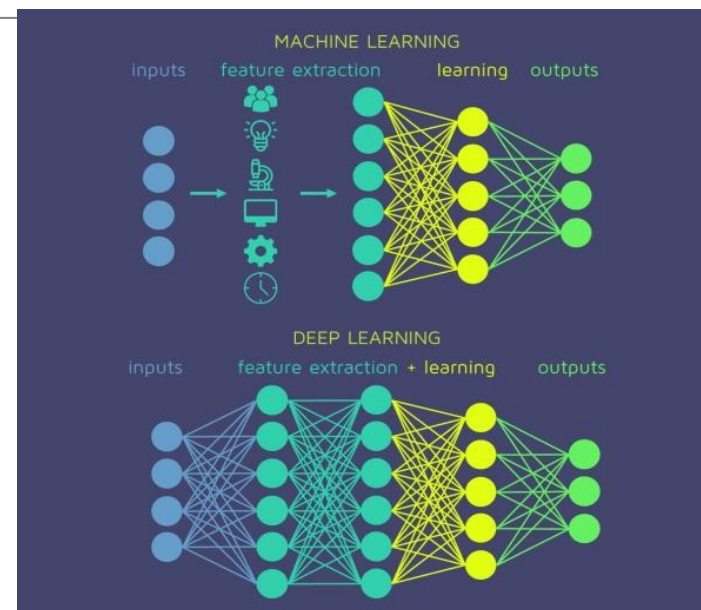 MACHINE LEARNING
inputs feature extraction learning outputs
DEEP LEARNING
inputs feature extraction + learning outputs